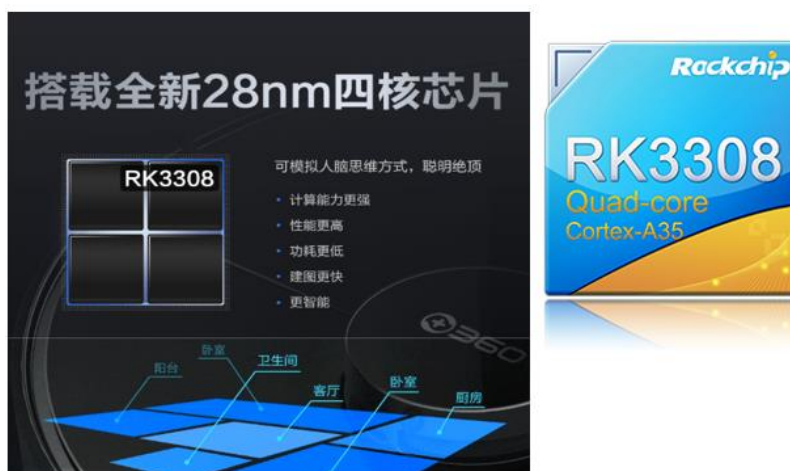 搭载全新28nm四核芯片
RK3308
可模拟人脑思维方式，聪明绝顶
· 计算能力更强
· 性能更高
· 功耗更低
· 建图更快
· 更智能
360
卧室
阳台
卫生间
客厅
卧室
厨房
Rockchip
RK3308
Quad-core
Cortex-A35